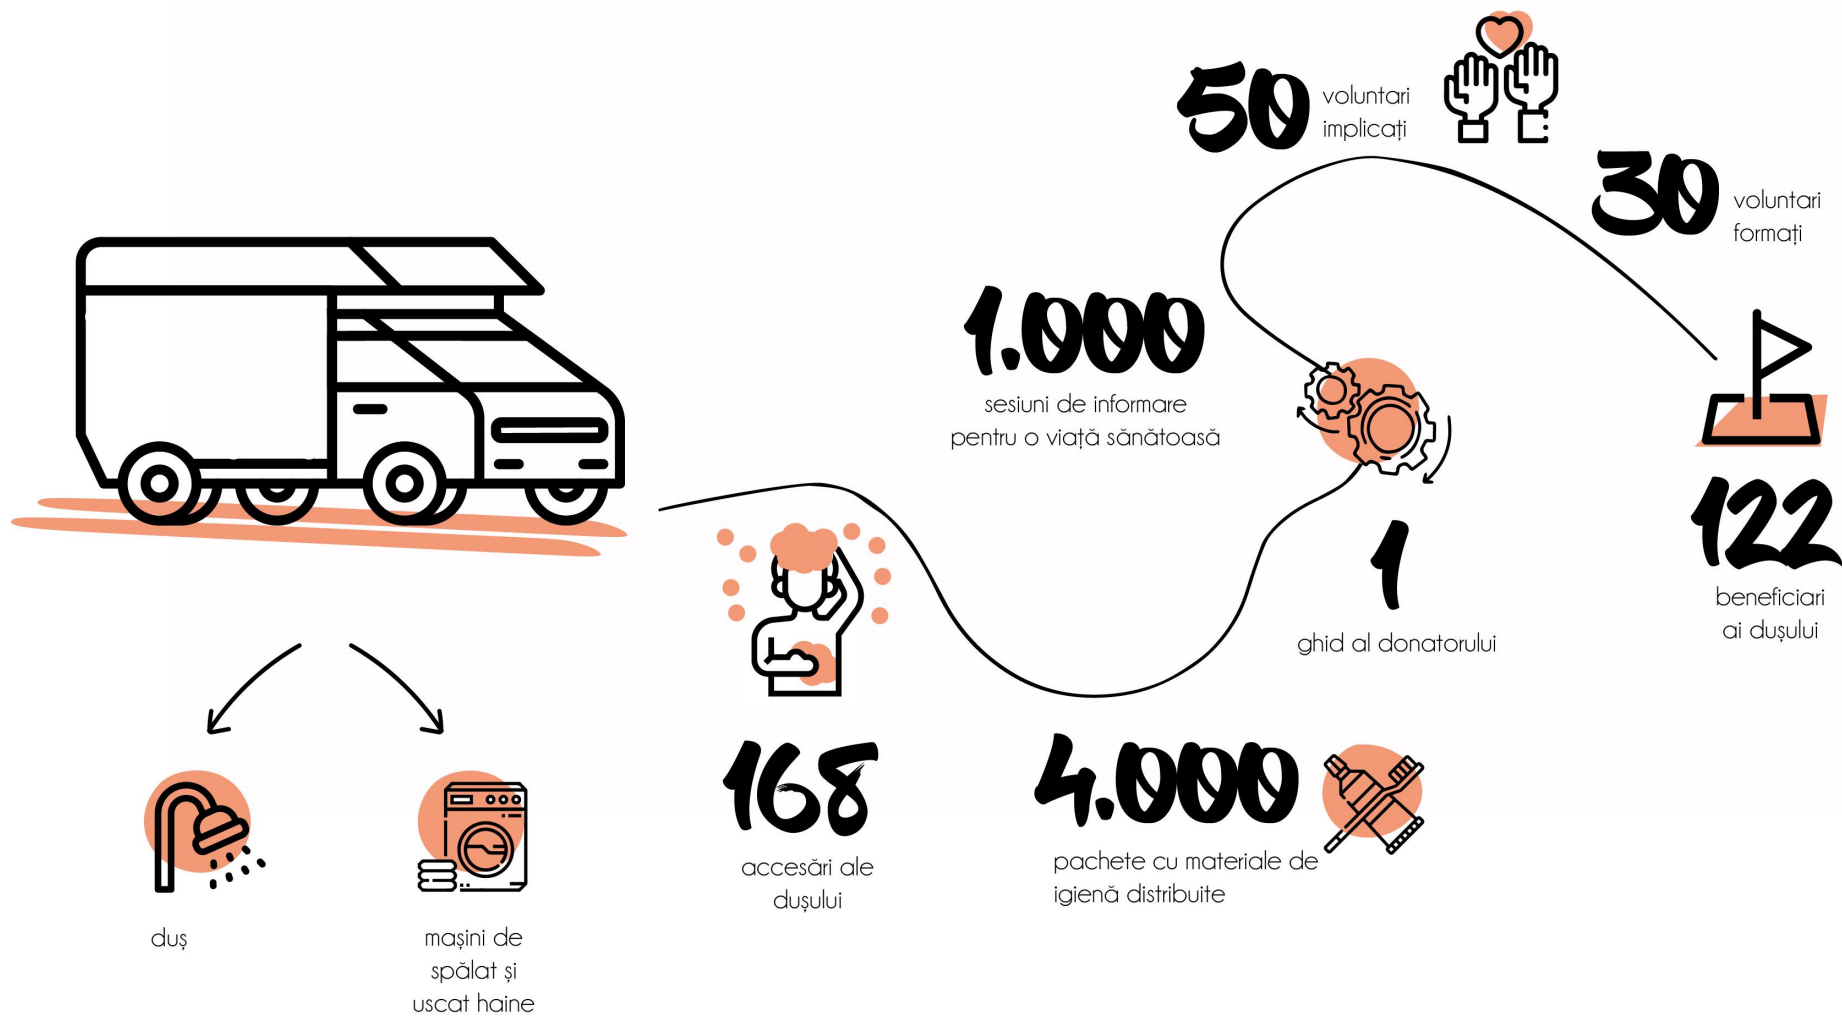 50
voluntari
implicați
30
voluntari
formați
1.000
sesiuni de informare
pentru o viață sănătoasă
1
ghid al donatorului
122
beneficiari
ai dușului
168
accesări ale
dușului
4.000
pachete cu materiale de
igienă distribuite
duș
mașini de
spălat și
uscat haine